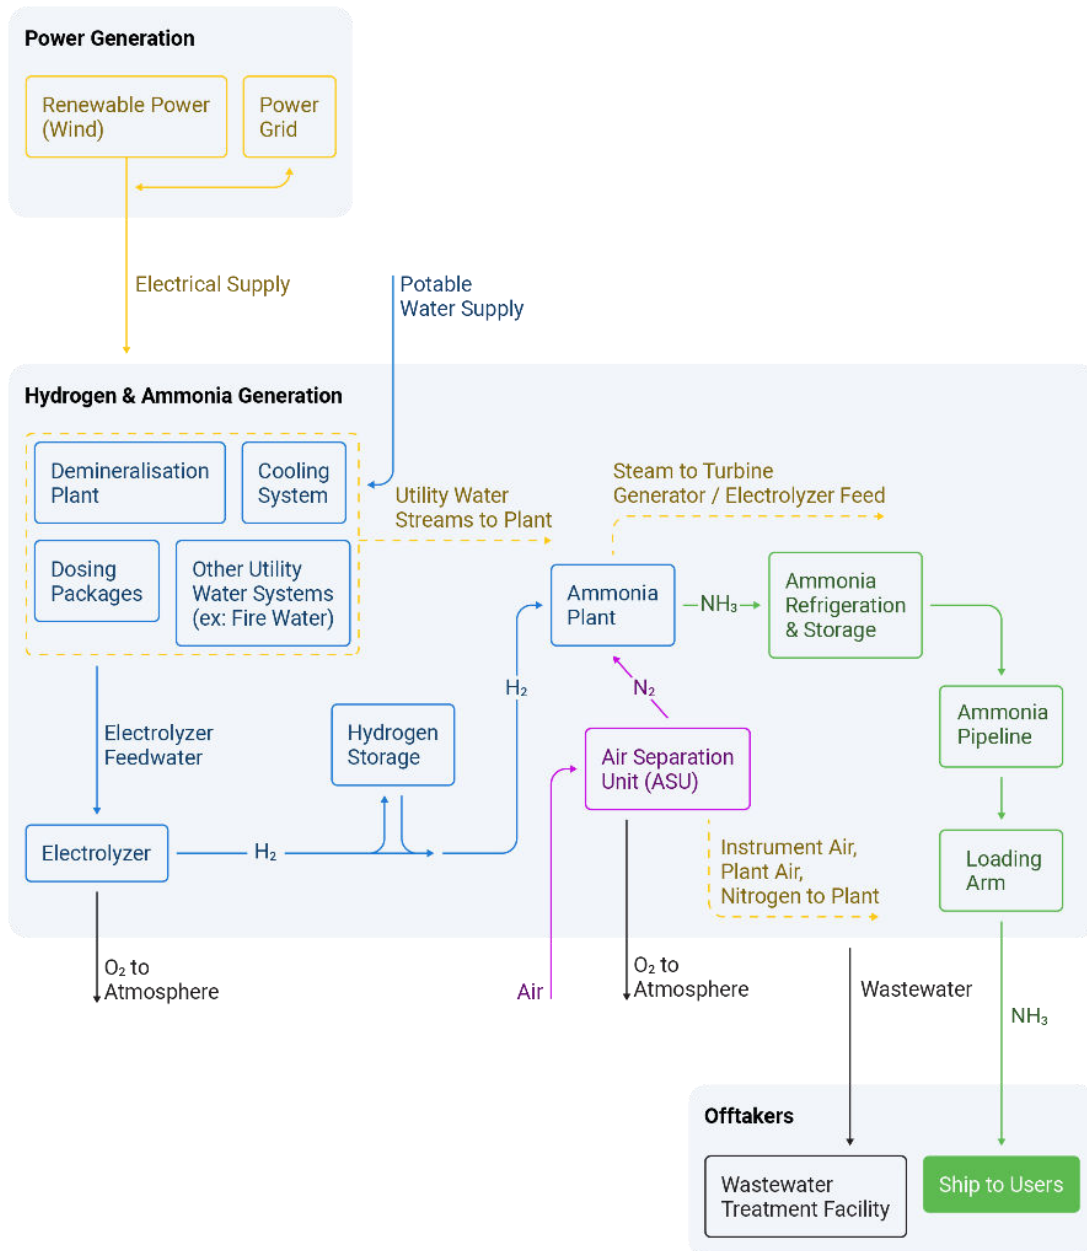 Power Generation
Renewable Power
(Wind)
Power
Grid
Electrical Supply
Potable
Water Supply
Hydrogen & Ammonia Generation
Demineralisation
Plant
Cooling
System
Dosing
Packages
Other Utility
Water Systems
(ex: Fire Water)
Utility Water
Streams to Plant
Steam to Turbine
Generator / Electrolyzer Feed
Ammonia
Plant
NH₃
Ammonia
Refrigeration
& Storage
H₂
N₂
Ammonia
Pipeline
Electrolyzer
Feedwater
Hydrogen
Storage
Air Separation
Unit (ASU)
Electrolyzer
H₂
Instrument Air,
Plant Air,
Nitrogen to Plant
Loading
Arm
O₂ to
Atmosphere
Air
O₂ to
Atmosphere
Wastewater
NH₃
Offtakers
Wastewater
Treatment Facility
Ship to Users